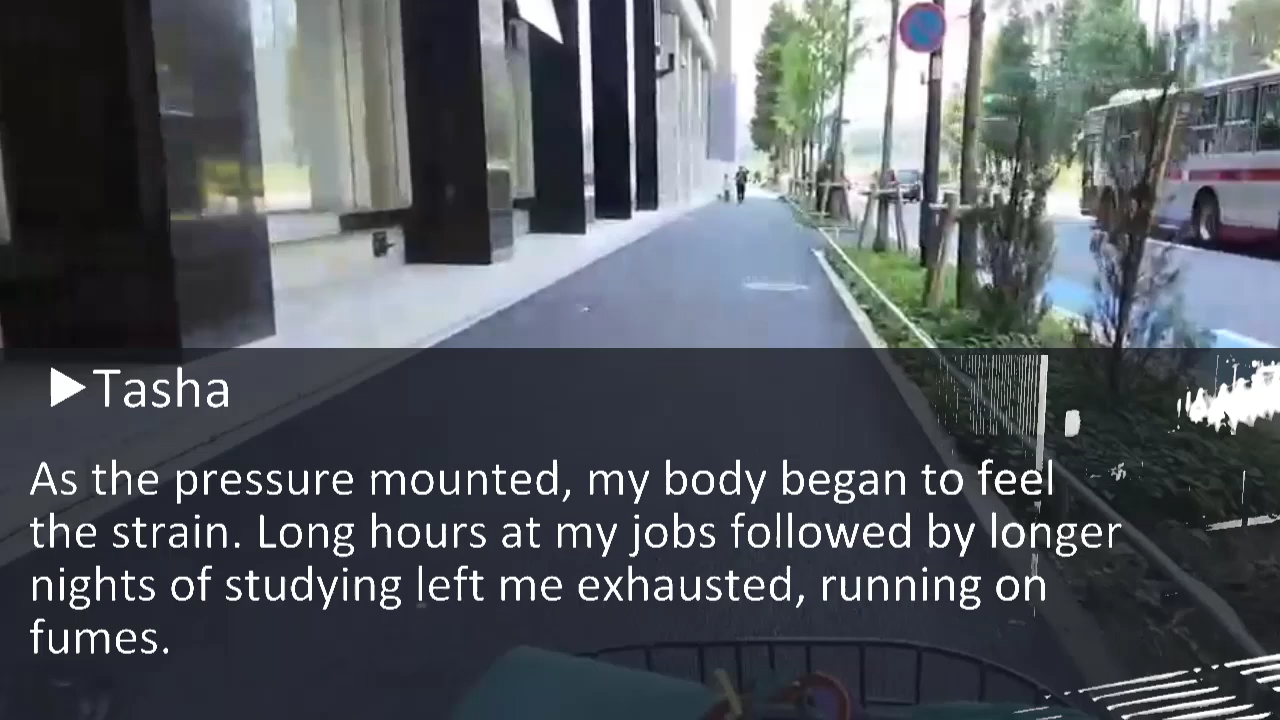 ▶Tasha
As the pressure mounted, my body began to feel
the strain. Long hours at my jobs followed by longer
nights of studying left me exhausted, running on
fumes.